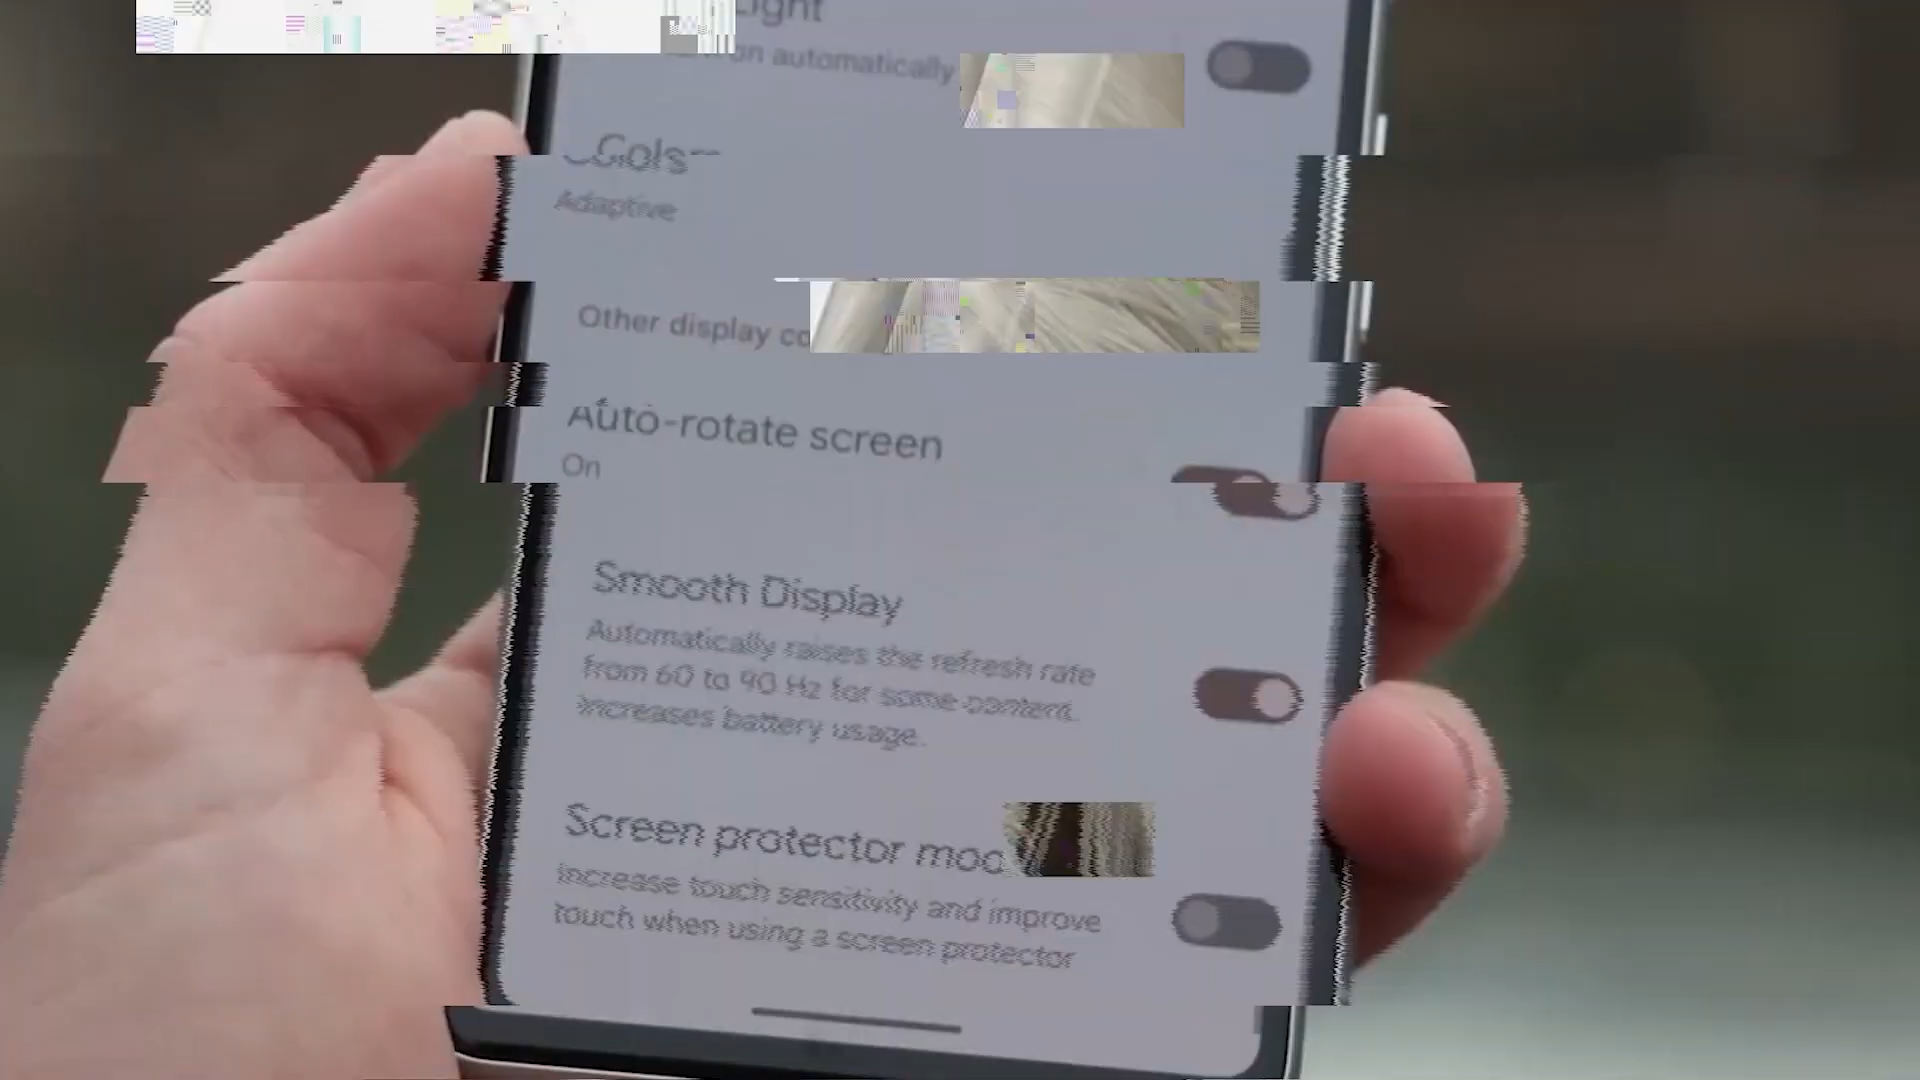 Light
on automatically
Colors
Adaptive
Other display co
Auto-rotate screen
On
Smooth Display
Automatically raises the refresh rate
from 60 to 90 Hz for some content.
Increases battery usage.
Screen protector mod
Increase touch sensitivity and improve
touch when using a screen protector